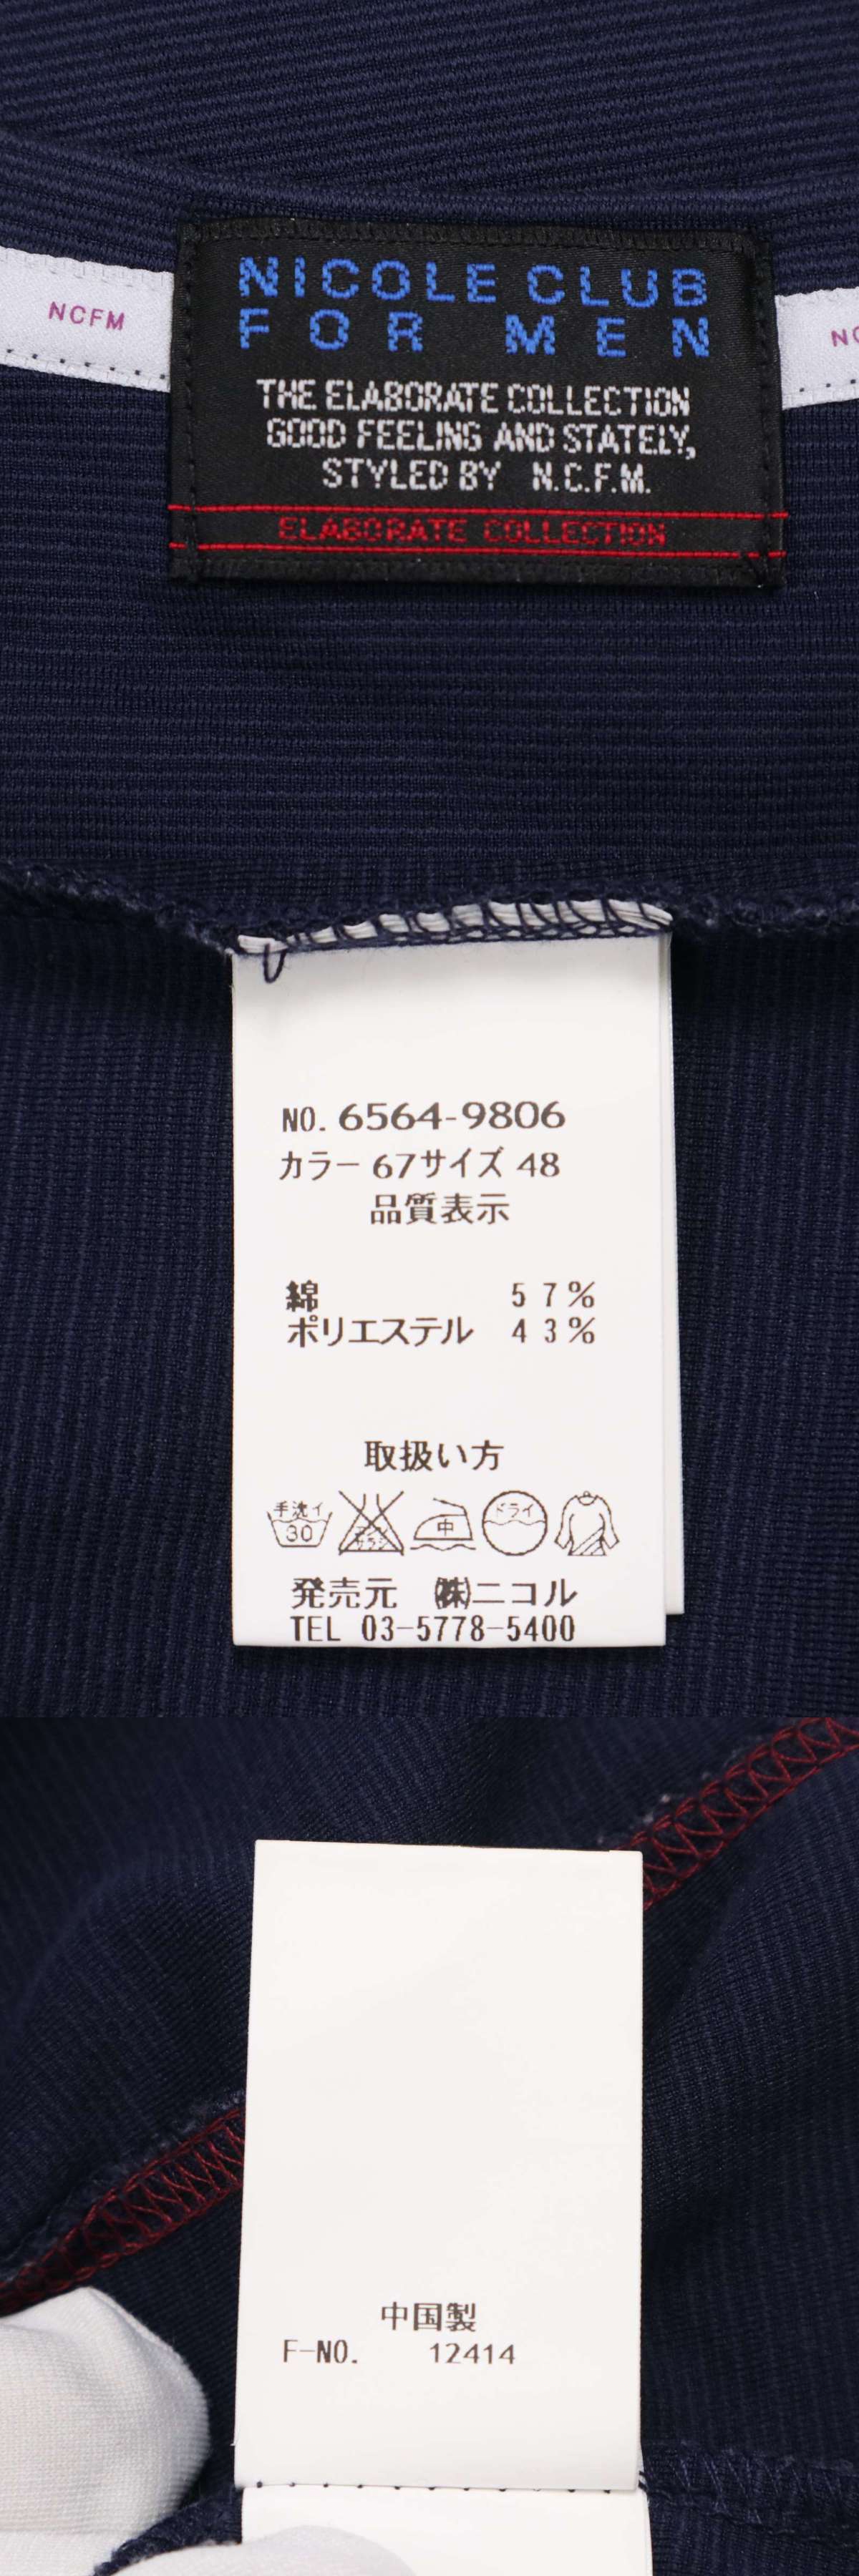 NCFM
NICOLE CLUB
FOR MEN
THE ELABORATE COLLECTION
GOOD FEELING AND STATELY,
STYLED BY N.C.F.M.
ELABORATE COLLECTION
NO. 6564-9806
カラー 67サイズ 48
品質表示
綿 57%
ポリエステル 43%
取扱い方
手洗イ
30
中
ドライ
発売元 ㈱ニコル
TEL 03-5778-5400
中国製
F-NO. 12414